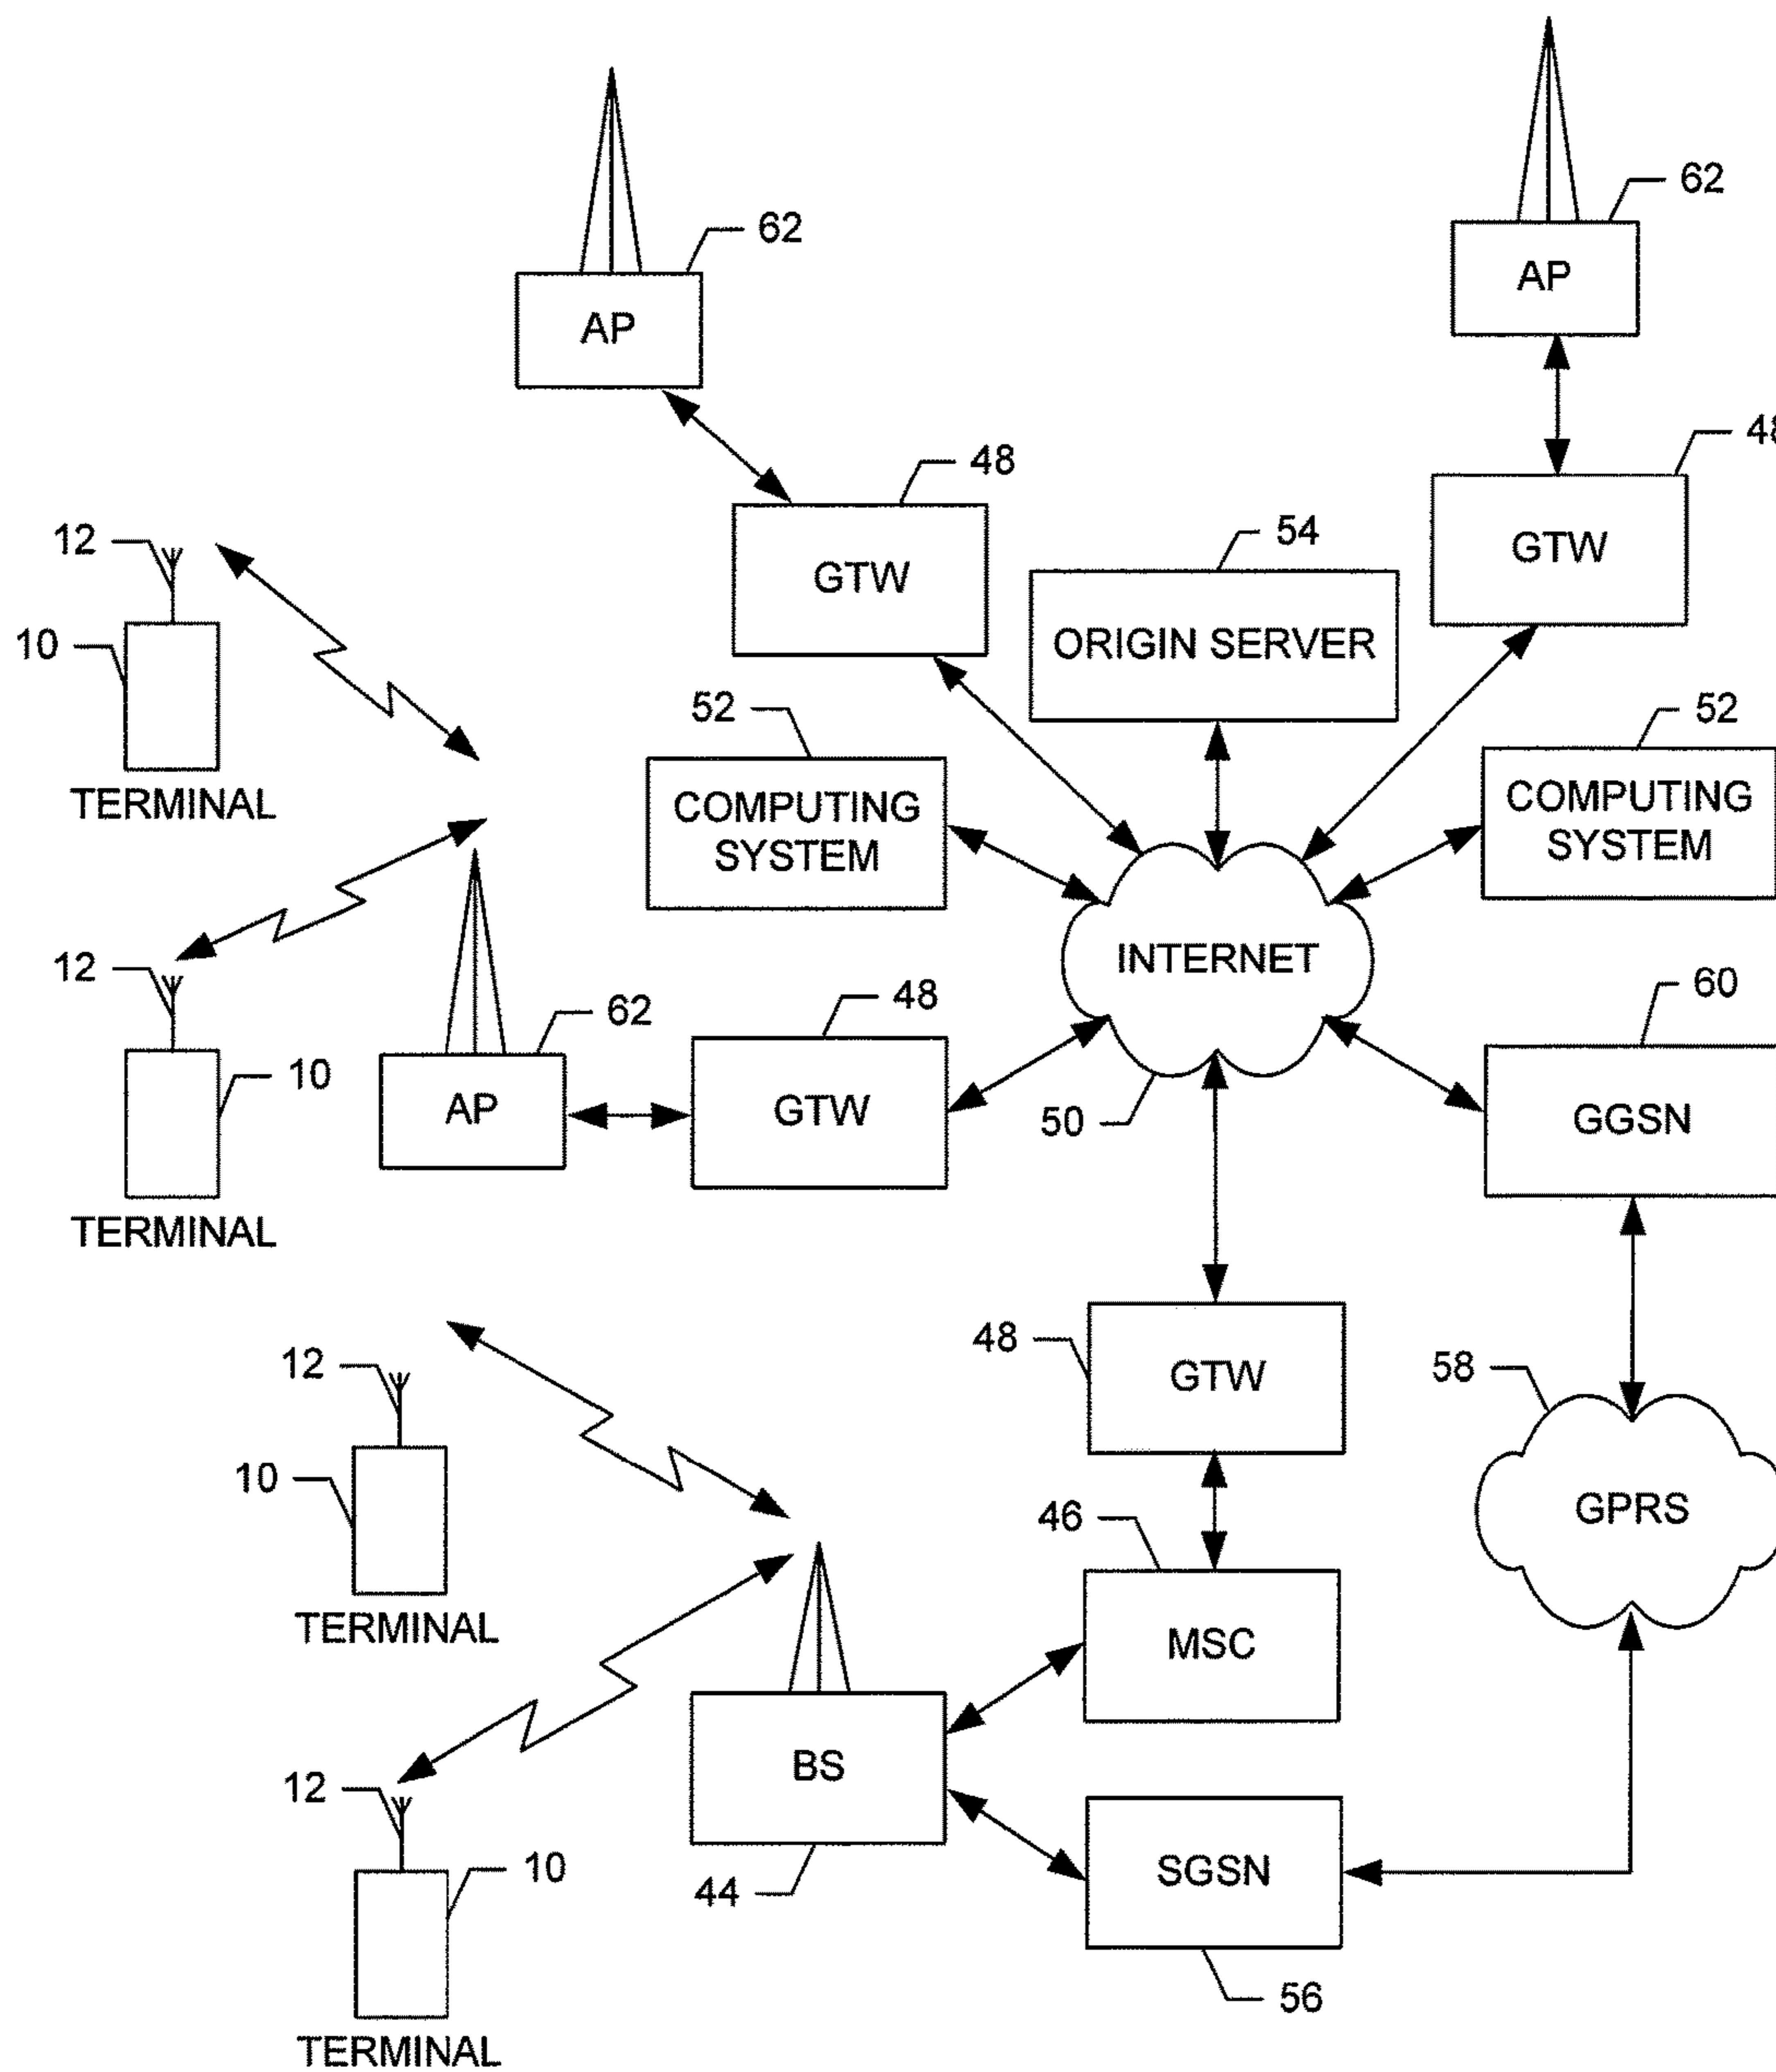 62
AP
62
AP
48
GTW
48
GTW
54
ORIGIN SERVER
12
10
TERMINAL
52
COMPUTING
SYSTEM
52
COMPUTING
SYSTEM
INTERNET
50
12
10
TERMINAL
62
AP
48
GTW
60
GGSN
48
GTW
58
GPRS
12
10
TERMINAL
46
MSC
BS
44
SGSN
56
12
10
TERMINAL